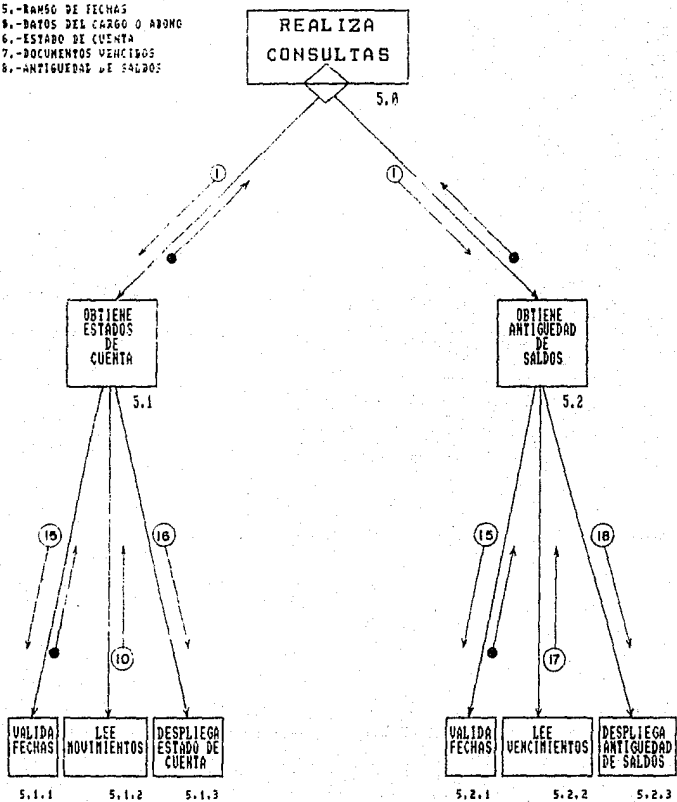 5.-RANGO DE FECHAS
8.-DATOS DEL CARGO O ABONO
6.-ESTADO DE CUENTA
7.-DOCUMENTOS VENCIDOS
8.-ANTIGUEDAD DE SALDOS
REALIZA
CONSULTAS
5.0
1
1
OBTIENE
ESTADOS
DE
CUENTA
5.1
OBTIENE
ANTIGUEDAD
DE
SALDOS
5.2
15
16
10
15
18
17
VALIDA
FECHAS
LEE
MOVIMIENTOS
DESPLIEGA
ESTADO DE
CUENTA
VALIDA
FECHAS
LEE
VENCIMIENTOS
DESPLIEGA
ANTIGUEDAD
DE SALDOS
5.1.1
5.1.2
5.1.3
5.2.1
5.2.2
5.2.3